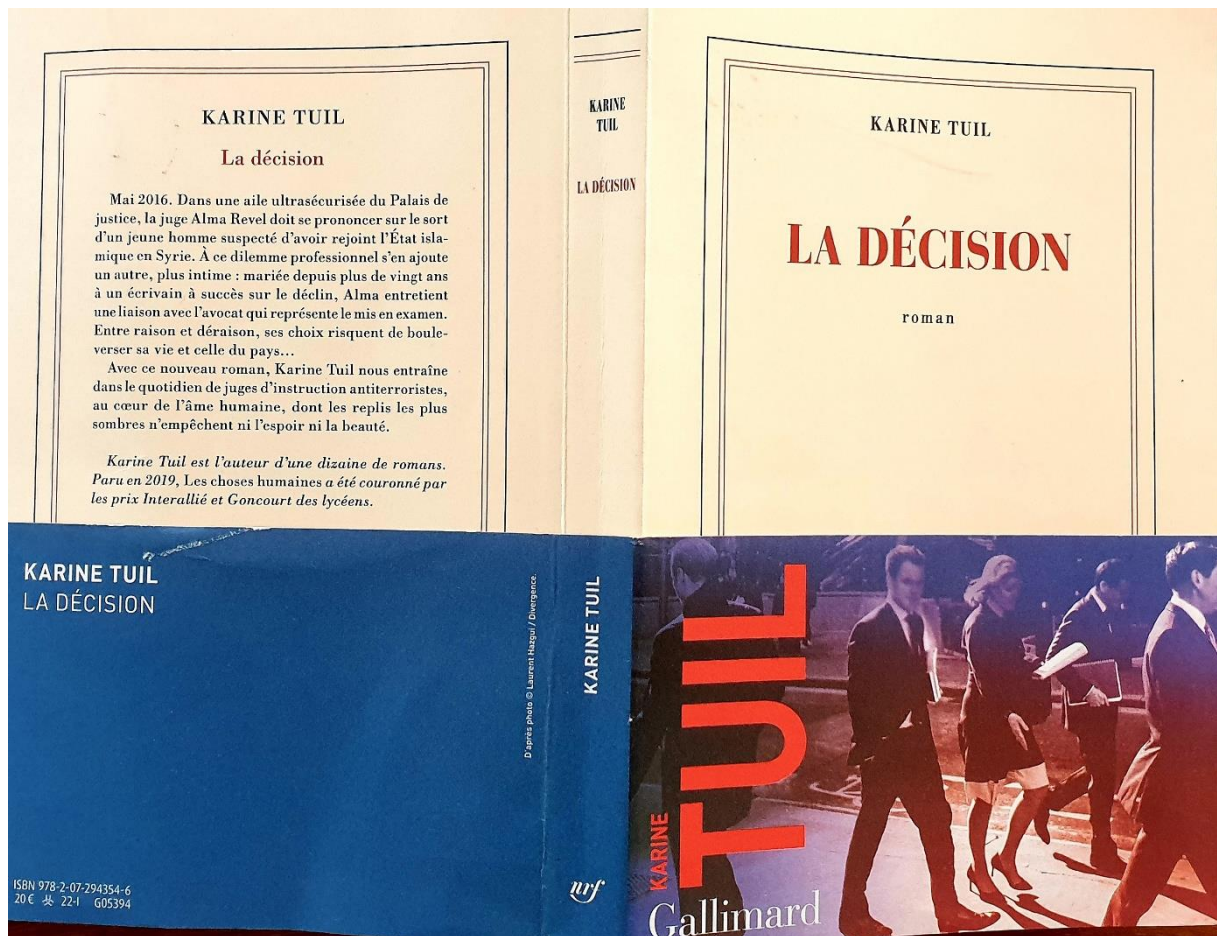 KARINE TUIL
La décision
Mai 2016. Dans une aile ultrasécurisée du Palais de
justice, la juge Alma Revel doit se prononcer sur le sort
d'un jeune homme suspecté d'avoir rejoint l'État isla-
mique en Syrie. À ce dilemme professionnel s'en ajoute
un autre, plus intime : mariée depuis plus de vingt ans
à un écrivain à succès sur le déclin, Alma entretient
une liaison avec l'avocat qui représente le mis en examen.
Entre raison et déraison, ses choix risquent de boule-
verser sa vie et celle du pays...
Avec ce nouveau roman, Karine Tuil nous entraîne
dans le quotidien de juges d'instruction antiterroristes,
au cœur de l'âme humaine, dont les replis les plus
sombres n'empêchent ni l'espoir ni la beauté.
Karine Tuil est l'auteur d'une dizaine de romans.
Paru en 2019, Les choses humaines a été couronné par
les prix Interallié et Goncourt des lycéens.
KARINE
TUIL
LA DÉCISION
KARINE TUIL
LA DÉCISION
roman
KARINE TUIL
LA DÉCISION
D'après photo © Laurent Hazgui / Divergence.
ISBN 978-2-07-294354-6
20 € 22-I G05394
KARINE TUIL
nrf
KARINE
TUIL
Gallimard